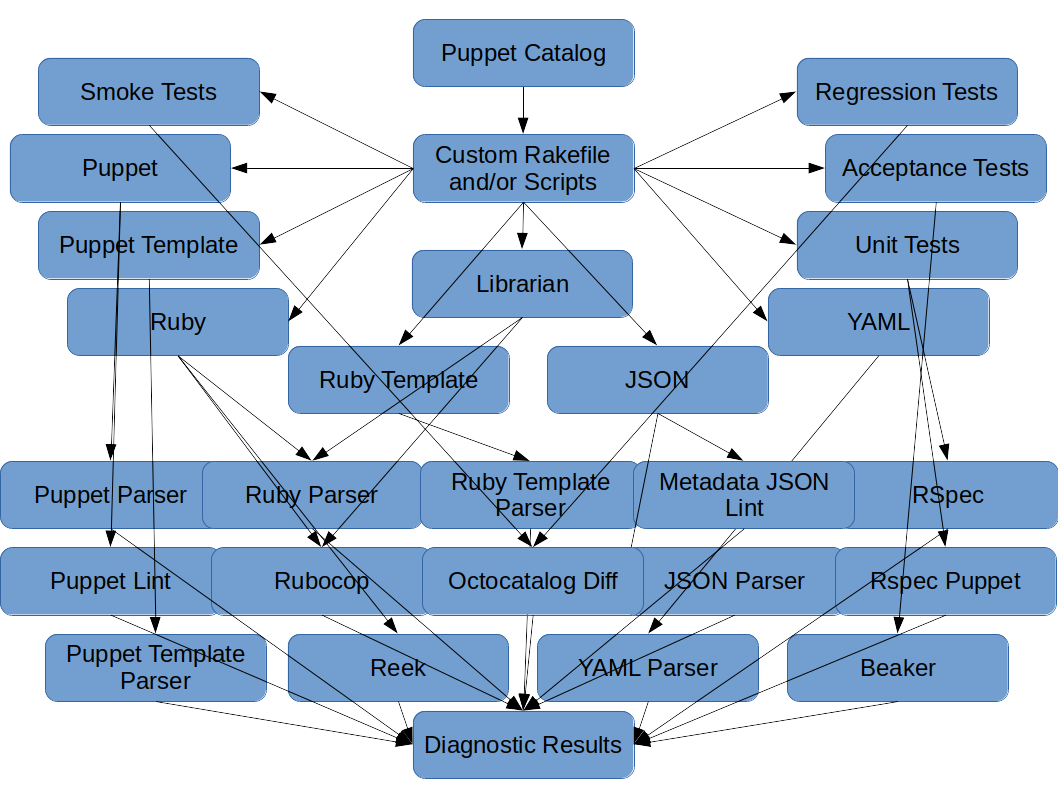 Puppet Catalog
Smoke Tests
Regression Tests
Puppet
Custom Rakefile
and/or Scripts
Acceptance Tests
Puppet Template
Unit Tests
Librarian
Ruby
YAML
Ruby Template
JSON
Puppet Parser
Ruby Parser
Ruby Template
Parser
Metadata JSON
Lint
RSpec
Puppet Lint
Rubocop
Octocatalog Diff
JSON Parser
Rspec Puppet
Puppet Template
Parser
Reek
YAML Parser
Beaker
Diagnostic Results